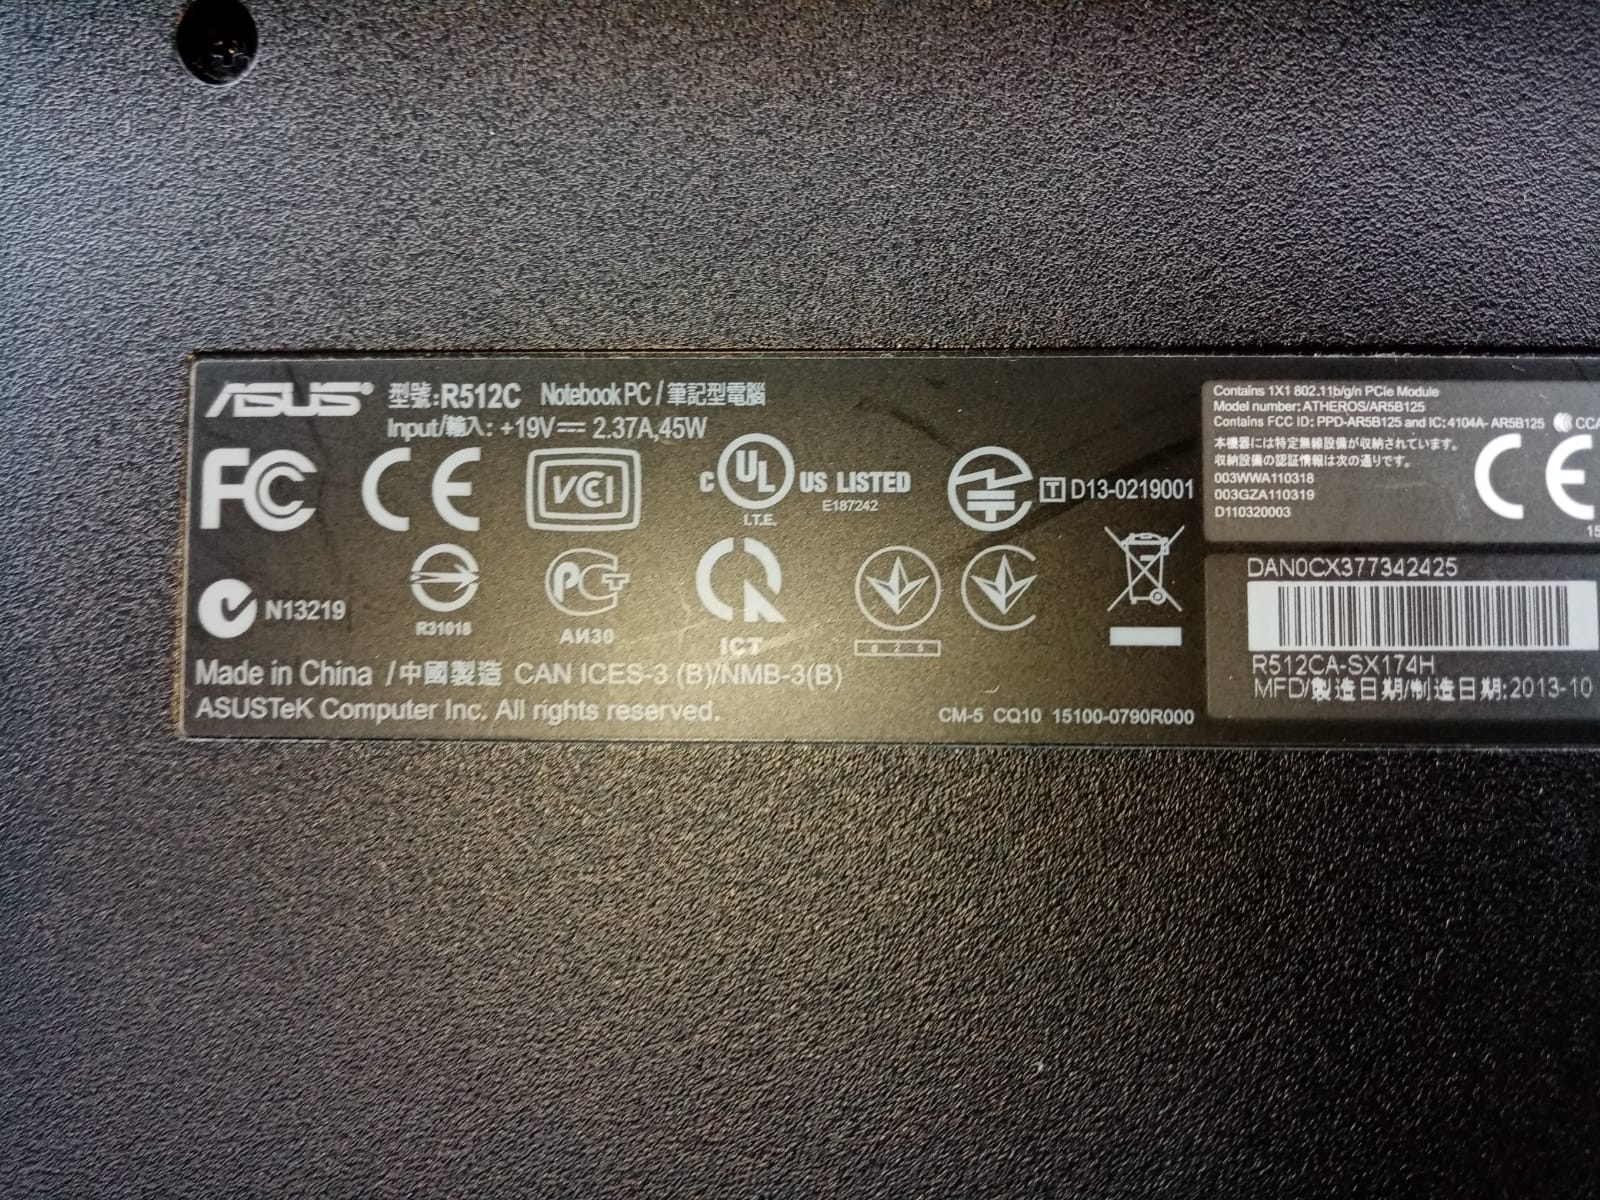 ASUS® 型號:R512C Notebook PC / 筆記型電腦
Input/輸入: +19V⎓ 2.37A,45W
FC CE VCI C UL US LISTED
I.T.E. E187242
T D13-0219001
N13219
R31018
PCT
АИ30
ICT
025
Made in China /中國製造 CAN ICES-3 (B)/NMB-3(B)
ASUSTeK Computer Inc. All rights reserved.
CM-5 CQ10 15100-0790R000
Contains 1X1 802.11b/g/n PCIe Module
Model number: ATHEROS/AR5B125
Contains FCC ID: PPD-AR5B125 and IC: 4104A- AR5B125
本機器には特定無線設備が収納されています。
収納設備の認証情報は次の通りです。
003WWA110318
003GZA110319
D110320003
CE
DAN0CX377342425
R512CA-SX174H
MFD/製造日期/制造日期:2013-10